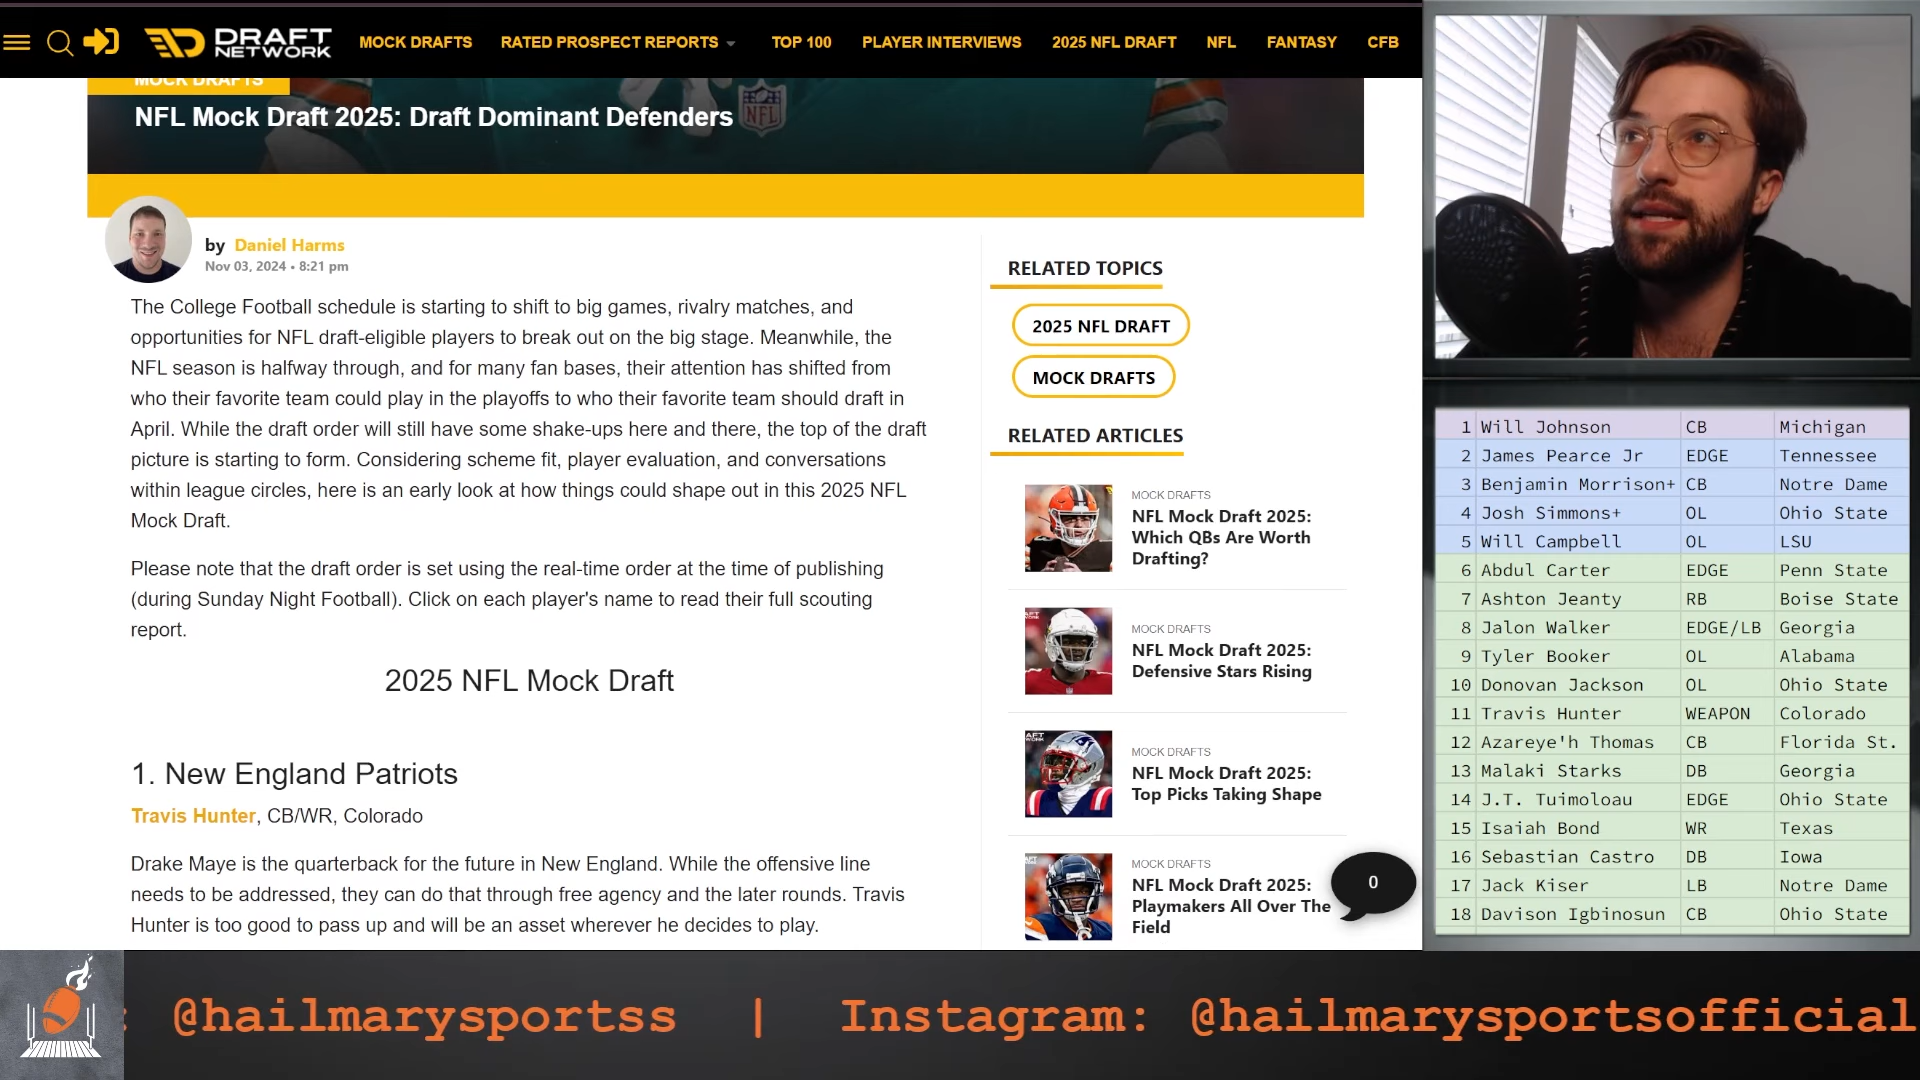 DRAFT
NETWORK
MOCK DRAFTS
RATED PROSPECT REPORTS
TOP 100
PLAYER INTERVIEWS
2025 NFL DRAFT
NFL
FANTASY
CFB
MOCK DRAFTS
NFL Mock Draft 2025: Draft Dominant Defenders
NFL
by Daniel Harms
Nov 03, 2024 • 8:21 pm
The College Football schedule is starting to shift to big games, rivalry matches, and
opportunities for NFL draft-eligible players to break out on the big stage. Meanwhile, the
NFL season is halfway through, and for many fan bases, their attention has shifted from
who their favorite team could play in the playoffs to who their favorite team should draft in
April. While the draft order will still have some shake-ups here and there, the top of the draft
picture is starting to form. Considering scheme fit, player evaluation, and conversations
within league circles, here is an early look at how things could shape out in this 2025 NFL
Mock Draft.
Please note that the draft order is set using the real-time order at the time of publishing
(during Sunday Night Football). Click on each player's name to read their full scouting
report.
2025 NFL Mock Draft
1. New England Patriots
Travis Hunter, CB/WR, Colorado
Drake Maye is the quarterback for the future in New England. While the offensive line
needs to be addressed, they can do that through free agency and the later rounds. Travis
Hunter is too good to pass up and will be an asset wherever he decides to play.
RELATED TOPICS
2025 NFL DRAFT
MOCK DRAFTS
RELATED ARTICLES
MOCK DRAFTS
NFL Mock Draft 2025:
Which QBs Are Worth
Drafting?
MOCK DRAFTS
NFL Mock Draft 2025:
Defensive Stars Rising
MOCK DRAFTS
NFL Mock Draft 2025:
Top Picks Taking Shape
MOCK DRAFTS
NFL Mock Draft 2025:
Playmakers All Over The
Field
0
1 Will Johnson CB Michigan
2 James Pearce Jr EDGE Tennessee
3 Benjamin Morrison+ CB Notre Dame
4 Josh Simmons+ OL Ohio State
5 Will Campbell OL LSU
6 Abdul Carter EDGE Penn State
7 Ashton Jeanty RB Boise State
8 Jalon Walker EDGE/LB Georgia
9 Tyler Booker OL Alabama
10 Donovan Jackson OL Ohio State
11 Travis Hunter WEAPON Colorado
12 Azareye'h Thomas CB Florida St.
13 Malaki Starks DB Georgia
14 J.T. Tuimoloau EDGE Ohio State
15 Isaiah Bond WR Texas
16 Sebastian Castro DB Iowa
17 Jack Kiser LB Notre Dame
18 Davison Igbinosun CB Ohio State
: @hailmarysportss | Instagram: @hailmarysportsofficial